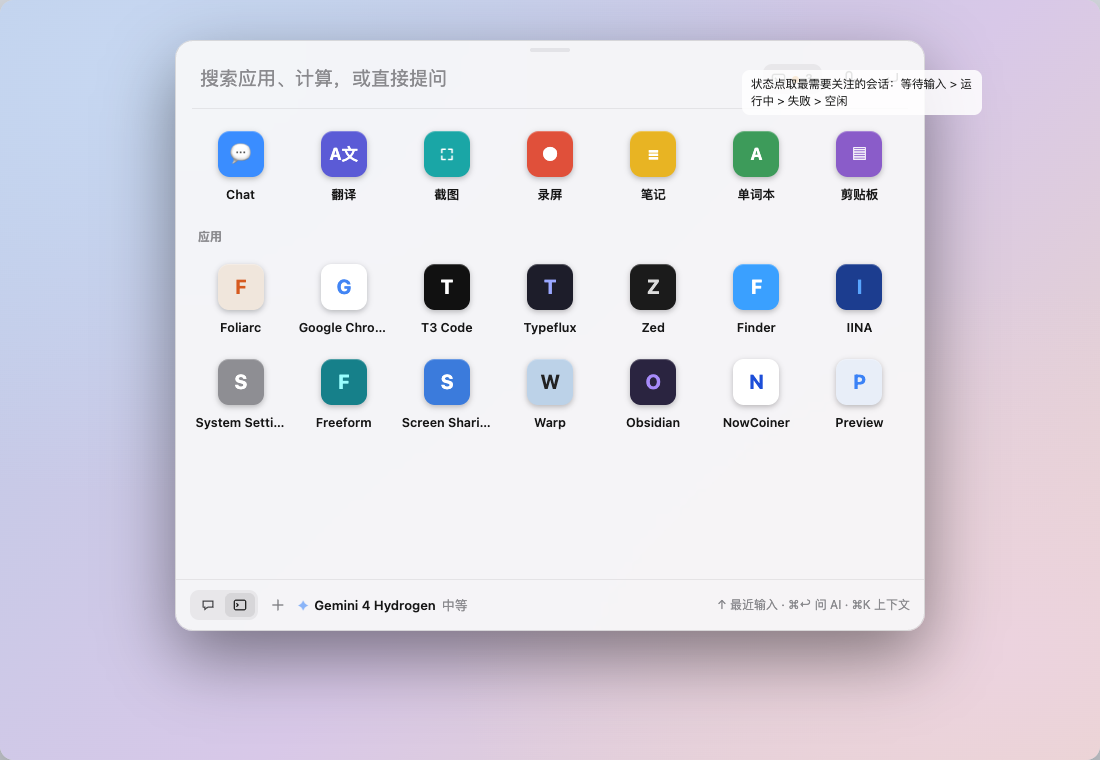 搜索应用、计算，或直接提问
状态点取最需要关注的会话：等待输入 > 运
行中 > 失败 > 空闲
A文
A
Chat
翻译
截图
录屏
笔记
单词本
剪贴板
应用
F
G
T
T
Z
F
I
Foliarc
Google Chro...
T3 Code
Typeflux
Zed
Finder
IINA
S
F
S
W
O
N
P
System Setti...
Freeform
Screen Shari...
Warp
Obsidian
NowCoiner
Preview
Gemini 4 Hydrogen 中等
↑ 最近输入 · ⌘↩ 问 AI · ⌘K 上下文